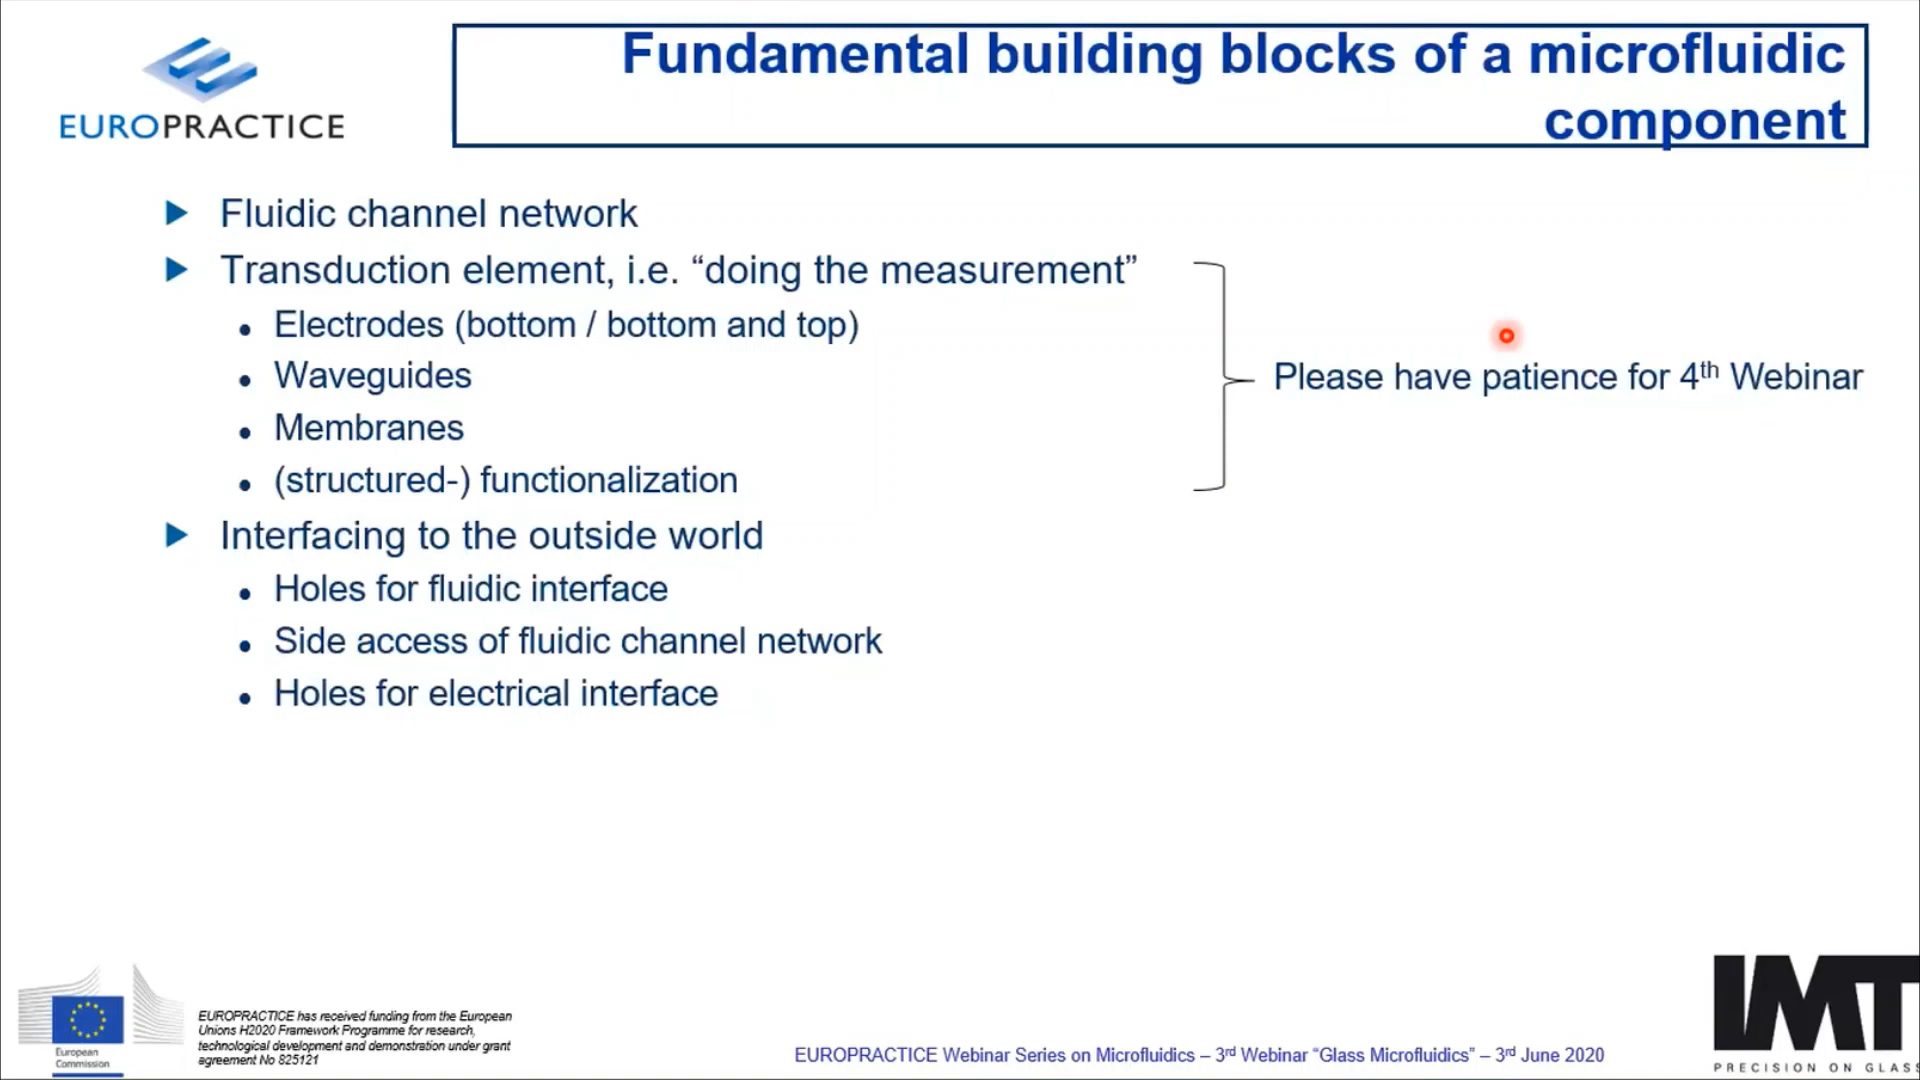 EUROPRACTICE
Fundamental building blocks of a microfluidic
component
Fluidic channel network
Transduction element, i.e. “doing the measurement”
Electrodes (bottom / bottom and top)
Waveguides
Membranes
(structured-) functionalization
Please have patience for 4th Webinar
Interfacing to the outside world
Holes for fluidic interface
Side access of fluidic channel network
Holes for electrical interface
European
Commission
EUROPRACTICE has received funding from the European
Unions H2020 Framework Programme for research,
technological development and demonstration under grant
agreement No 825121
EUROPRACTICE Webinar Series on Microfluidics – 3rd Webinar “Glass Microfluidics” – 3rd June 2020
IMT
PRECISION ON GLASS